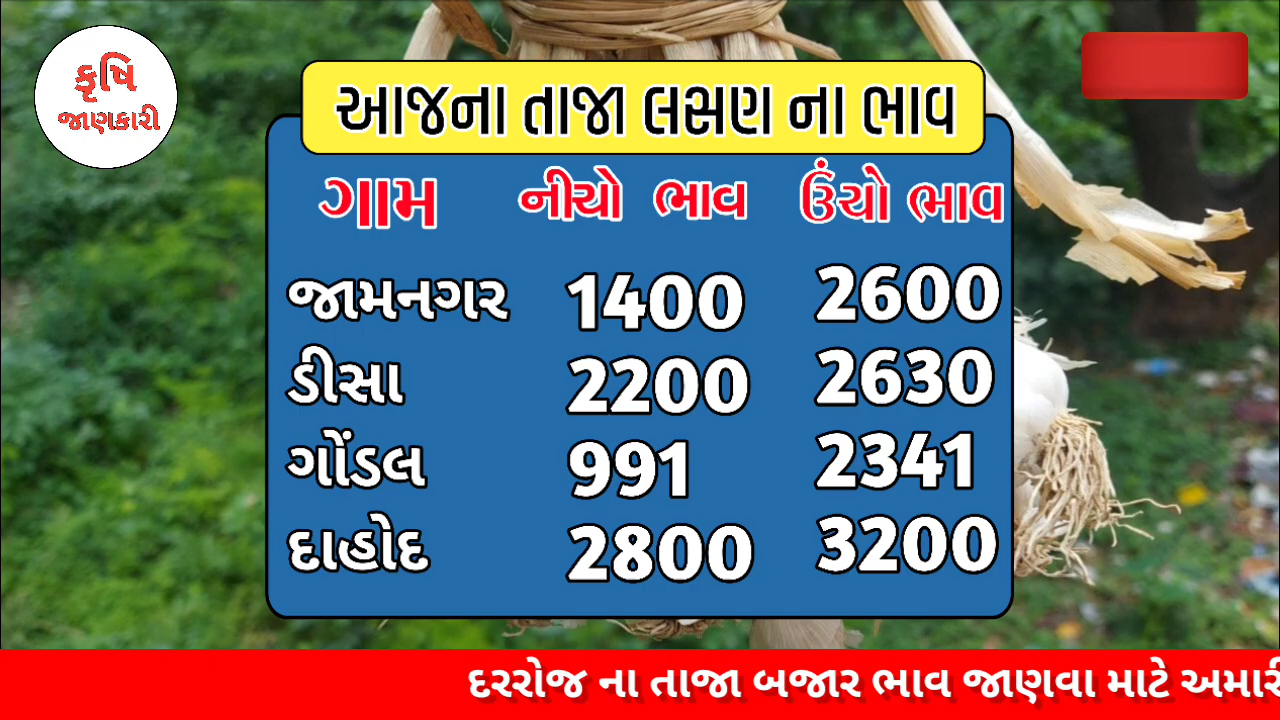 કૃષિ
જાણકારી
આજના તાજા લસણ ના ભાવ
ગામ નીચો ભાવ ઉંચો ભાવ
જામનગર 1400 2600
ડીસા 2200 2630
ગોંડલ 991 2341
દાહોદ 2800 3200
દરરોજ ના તાજા બજાર ભાવ જાણવા માટે અમારી